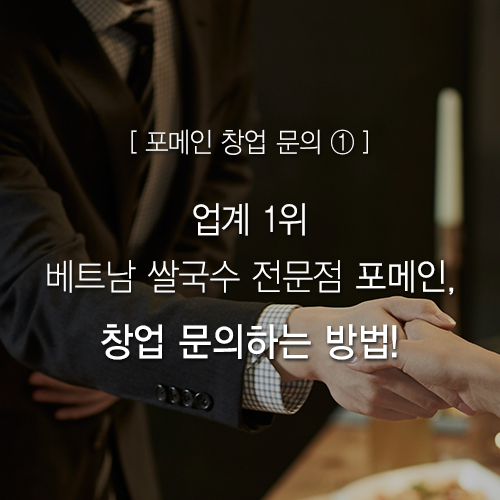 [ 포메인 창업 문의 ① ]
업계 1위
베트남 쌀국수 전문점 포메인,
창업 문의하는 방법!